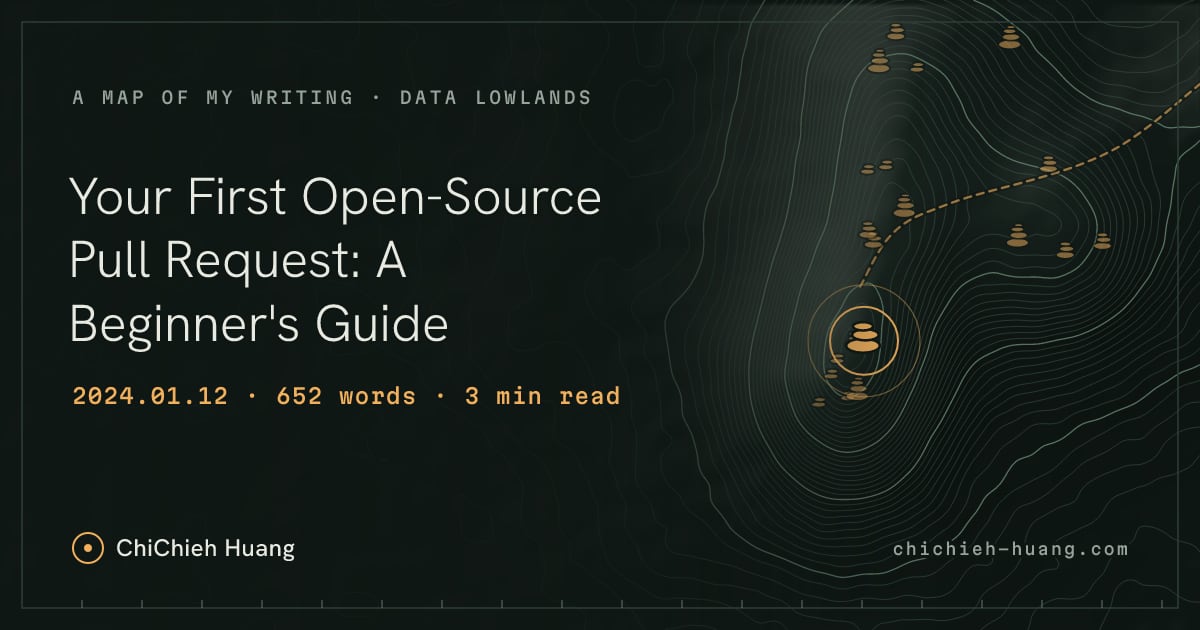 A MAP OF MY WRITING · DATA LOWLANDS
Your First Open-Source
Pull Request: A
Beginner's Guide
2024.01.12 · 652 words · 3 min read
ChiChieh Huang
chichieh-huang.com